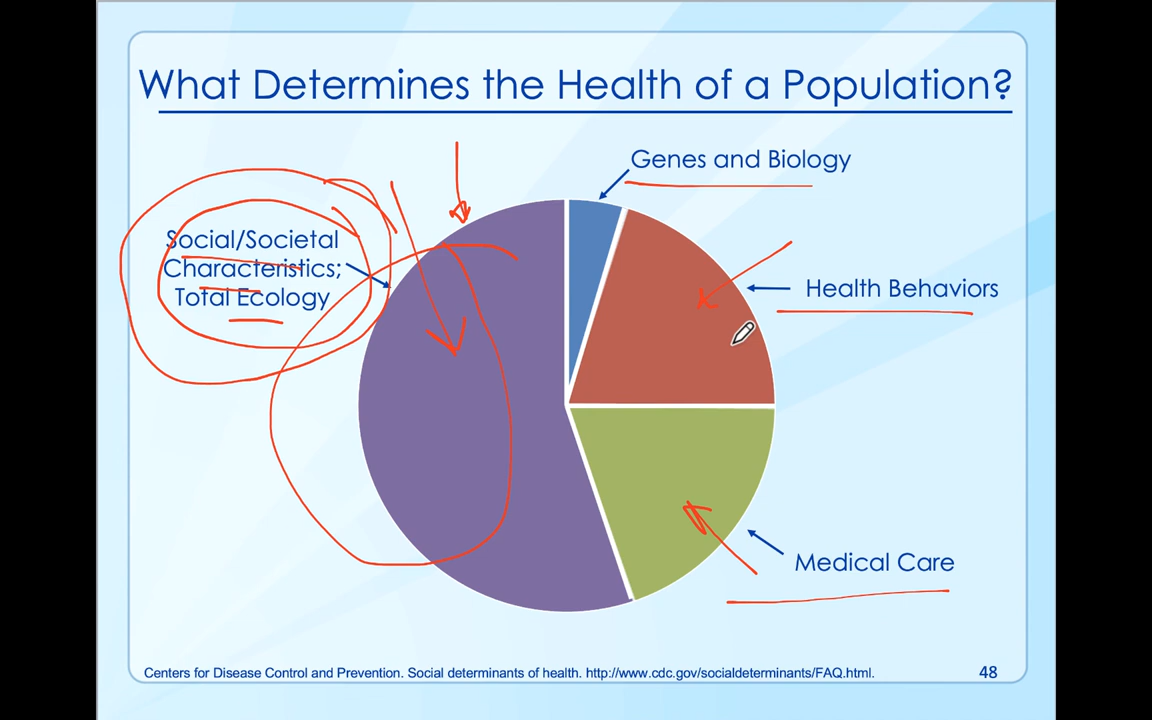 What Determines the Health of a Population?
Genes and Biology
Social/Societal
Characteristics;
Total Ecology
Health Behaviors
Medical Care
Centers for Disease Control and Prevention. Social determinants of health. http://www.cdc.gov/socialdeterminants/FAQ.html.
48